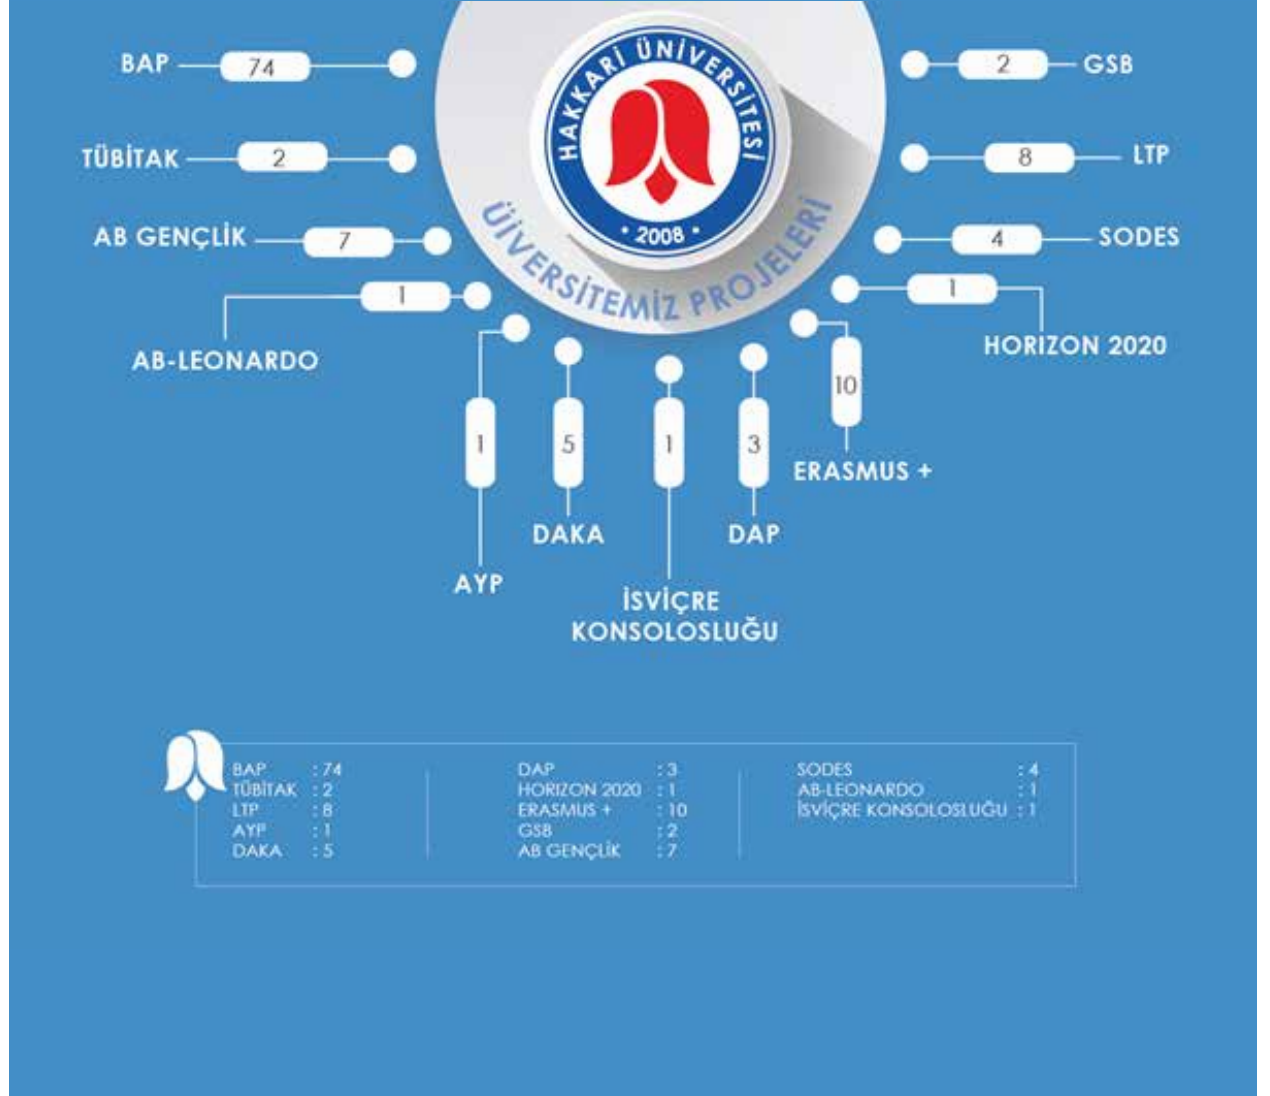 HAKKARİ ÜNİVERSİTESİ
• 2008 •
ÜİVERSİTEMİZ PROJELERİ
BAP 74
TÜBİTAK 2
AB GENÇLİK 7
1
AB-LEONARDO
2 GSB
8 LTP
4 SODES
1
HORIZON 2020
10
ERASMUS +
1
AYP
5
DAKA
1
İSVİÇRE
KONSOLOSLUĞU
3
DAP
BAP : 74
TÜBİTAK : 2
LTP : 8
AYP : 1
DAKA : 5
DAP : 3
HORIZON 2020 : 1
ERASMUS + : 10
GSB : 2
AB GENÇLİK : 7
SODES : 4
AB-LEONARDO : 1
İSVİÇRE KONSOLOSLUĞU : 1